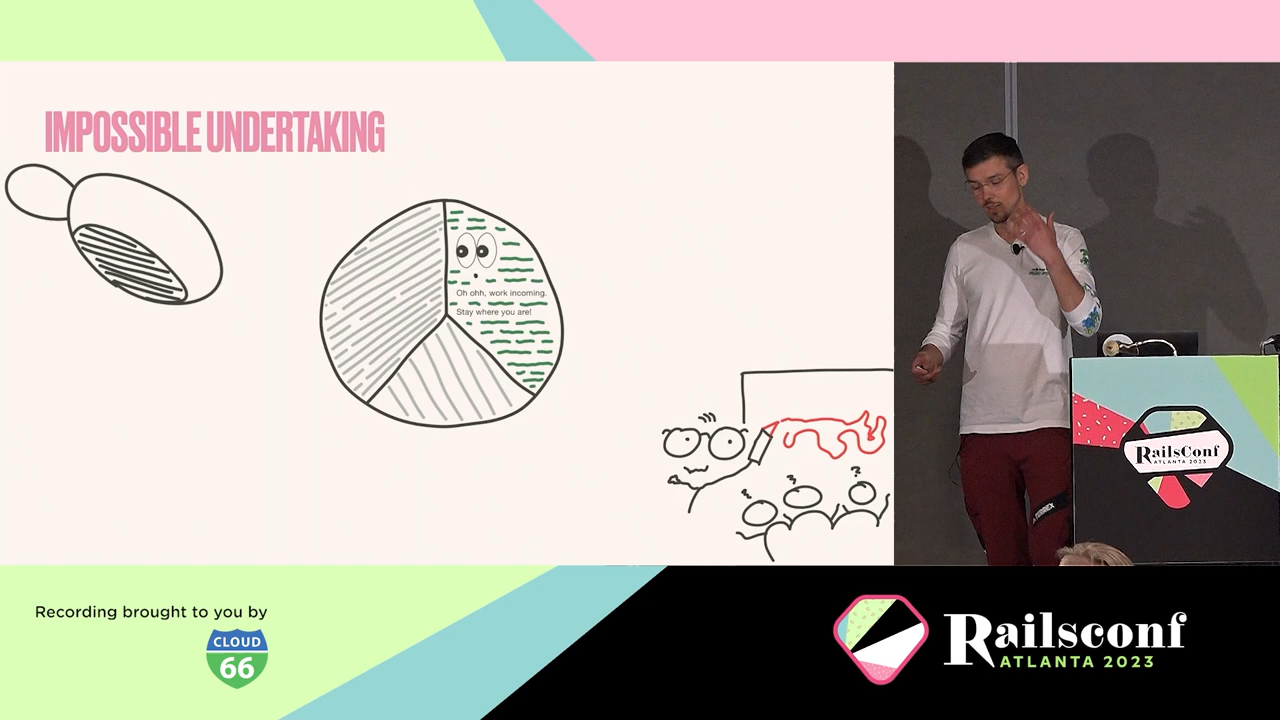 IMPOSSIBLE UNDERTAKING
Oh ohh, work incoming.
Stay where you are!
?
?
?
RailsConf
ATLANTA 2023
Recording brought to you by
CLOUD
66
Railsconf
ATLANTA 2023